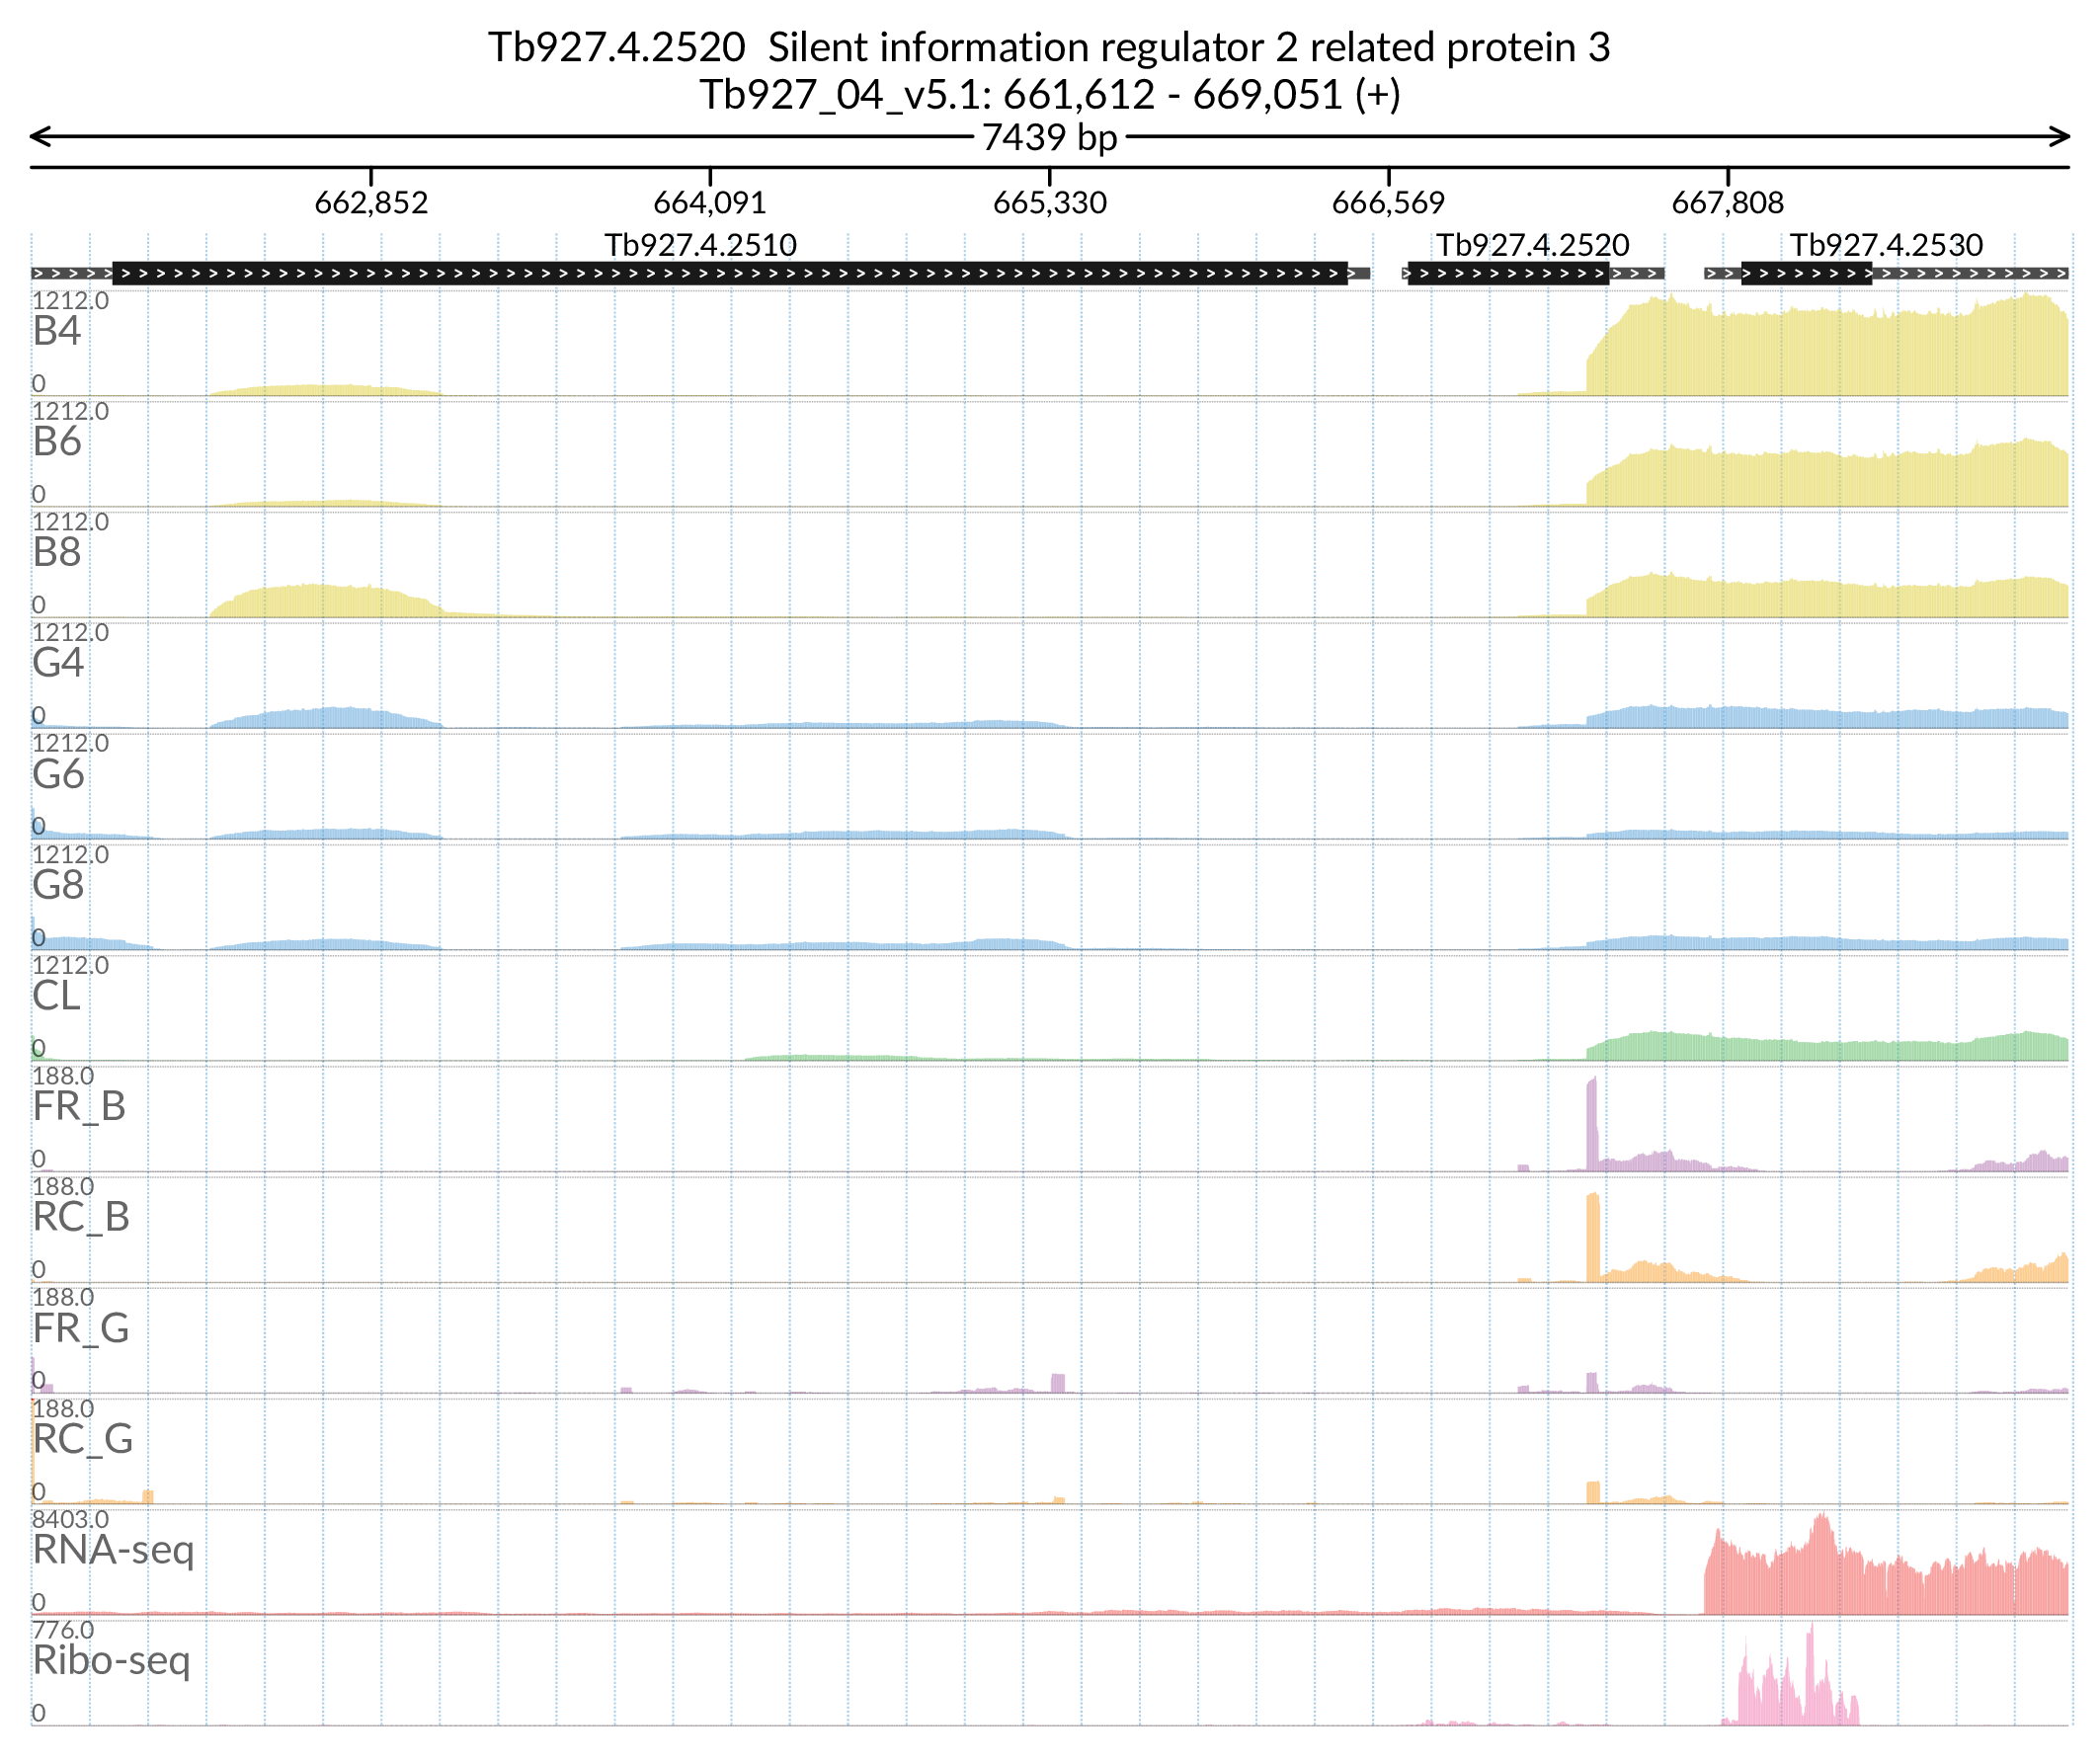 Tb927.4.2520  Silent information regulator 2 related protein 3
Tb927_04_v5.1: 661,612 - 669,051 (+)
7439 bp
662,852 664,091 665,330 666,569 667,808
Tb927.4.2510 Tb927.4.2520 Tb927.4.2530
1212.0
B4
0
1212.0
B6
0
1212.0
B8
0
1212.0
G4
0
1212.0
G6
0
1212.0
G8
0
1212.0
CL
0
188.0
FR_B
0
188.0
RC_B
0
188.0
FR_G
0
188.0
RC_G
0
8403.0
RNA-seq
0
776.0
Ribo-seq
0